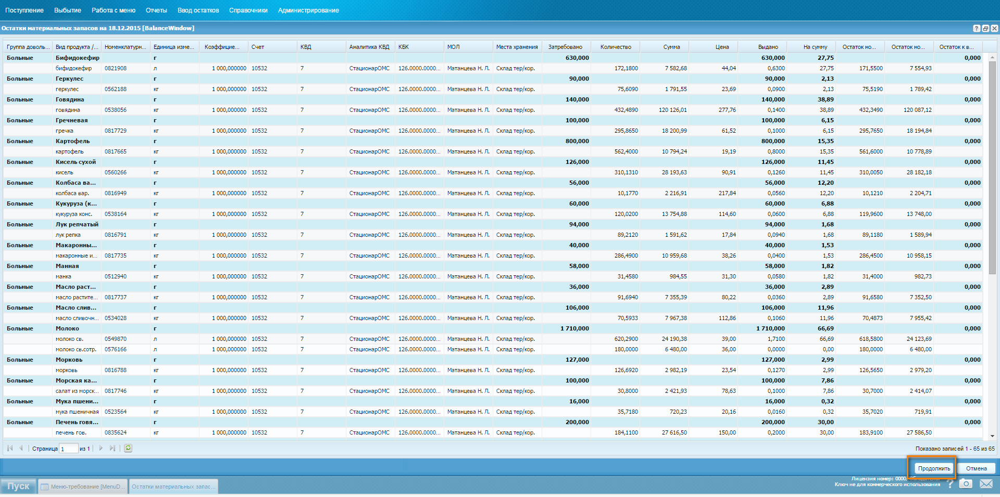 Поступление Выбытие Работа с меню Отчеты Ввод остатков Справочники Администрирование
Остатки материальных запасов на 18.12.2015 [BalanceWindow]
Группа доволь... Вид продукта /... Номенклатурн... Единица изме... Коэффицие... Счет КВД Аналитика КВД КБК МОЛ Места хранения Затребовано Количество Сумма Цена Выдано На сумму Остаток но... Остаток но... Остаток к в...
Больные Бифидокефир г 630,000 630,000 27,75 0,000
бифидокефир 0821908 л 1 000,000000 10532 7 СтационарОМС 126.0000.0000... Матанцева Н. Л. Склад тер/кор. 172,1800 7 582,68 44,04 0,6300 27,75 171,5500 7 554,93
Больные Геркулес г 90,000 90,000 2,13 0,000
геркулес 0562188 кг 1 000,000000 10532 7 СтационарОМС 126.0000.0000... Матанцева Н. Л. Склад тер/кор. 75,6090 1 791,55 23,69 0,0900 2,13 75,5190 1 789,42
Больные Говядина г 140,000 140,000 38,89 0,000
говядина 0538056 кг 1 000,000000 10532 7 СтационарОМС 126.0000.0000... Матанцева Н. Л. Склад тер/кор. 432,4890 120 126,01 277,76 0,1400 38,89 432,3490 120 087,12
Больные Гречневая г 100,000 100,000 6,15 0,000
гречка 0817729 кг 1 000,000000 10532 7 СтационарОМС 126.0000.0000... Матанцева Н. Л. Склад тер/кор. 295,8650 18 200,99 61,52 0,1000 6,15 295,7650 18 194,84
Больные Картофель г 800,000 800,000 15,35 0,000
картофель 0817665 кг 1 000,000000 10532 7 СтационарОМС 126.0000.0000... Матанцева Н. Л. Склад тер/кор. 562,4000 10 794,24 19,19 0,8000 15,35 561,6000 10 778,89
Больные Кисель сухой г 126,000 126,000 11,45 0,000
кисель 0560266 кг 1 000,000000 10532 7 СтационарОМС 126.0000.0000... Матанцева Н. Л. Склад тер/кор. 310,1310 28 193,63 90,91 0,1260 11,45 310,0050 28 182,18
Больные Колбаса ва... г 56,000 56,000 12,20 0,000
колбаса вар. 0816949 кг 1 000,000000 10532 7 СтационарОМС 126.0000.0000... Матанцева Н. Л. Склад тер/кор. 10,1770 2 216,91 217,84 0,0560 12,20 10,1210 2 204,71
Больные Кукуруза (к... г 60,000 60,000 6,88 0,000
кукуруза конс. 0538164 кг 1 000,000000 10532 7 СтационарОМС 126.0000.0000... Матанцева Н. Л. Склад тер/кор. 120,0200 13 754,88 114,60 0,0600 6,88 119,9600 13 748,00
Больные Лук репчатый г 94,000 94,000 1,68 0,000
лук репка 0816791 кг 1 000,000000 10532 7 СтационарОМС 126.0000.0000... Матанцева Н. Л. Склад тер/кор. 89,2120 1 591,62 17,84 0,0940 1,68 89,1180 1 589,94
Больные Макаронны... г 40,000 40,000 1,53 0,000
макаронные и... 0817735 кг 1 000,000000 10532 7 СтационарОМС 126.0000.0000... Матанцева Н. Л. Склад тер/кор. 286,4900 10 959,68 38,26 0,0400 1,53 286,4500 10 958,15
Больные Манная г 58,000 58,000 1,82 0,000
манка 0512940 кг 1 000,000000 10532 7 СтационарОМС 126.0000.0000... Матанцева Н. Л. Склад тер/кор. 31,4580 984,55 31,30 0,0580 1,82 31,4000 982,73
Больные Масло раст... г 36,000 36,000 2,89 0,000
масло растите... 0817737 кг 1 000,000000 10532 7 СтационарОМС 126.0000.0000... Матанцева Н. Л. Склад тер/кор. 91,6940 7 355,39 80,22 0,0360 2,89 91,6580 7 352,50
Больные Масло слив... г 106,000 106,000 11,96 0,000
масло сливочн... 0534028 кг 1 000,000000 10532 7 СтационарОМС 126.0000.0000... Матанцева Н. Л. Склад тер/кор. 70,5933 7 967,38 112,86 0,1060 11,96 70,4873 7 955,42
Больные Молоко г 1 710,000 1 710,000 66,69 0,000
молоко св. 0549870 л 1 000,000000 10532 7 СтационарОМС 126.0000.0000... Матанцева Н. Л. Склад тер/кор. 620,2900 24 190,38 39,00 1,7100 66,69 618,5800 24 123,69
молоко св.сотр. 0576166 л 1 000,000000 10532 7 СтационарОМС 126.0000.0000... Матанцева Н. Л. Склад тер/кор. 180,0000 6 480,00 36,00 0,0000 0,00 180,0000 6 480,00
Больные Морковь г 127,000 127,000 2,99 0,000
морковь 0816788 кг 1 000,000000 10532 7 СтационарОМС 126.0000.0000... Матанцева Н. Л. Склад тер/кор. 126,6920 2 982,19 23,54 0,1270 2,99 126,5650 2 979,20
Больные Морская ка... г 100,000 100,000 7,86 0,000
салат из морск... 0817746 кг 1 000,000000 10532 7 СтационарОМС 126.0000.0000... Матанцева Н. Л. Склад тер/кор. 30,8000 2 421,93 78,63 0,1000 7,86 30,7000 2 414,07
Больные Мука пшени... г 16,000 16,000 0,32 0,000
мука пшеничная 0523564 кг 1 000,000000 10532 7 СтационарОМС 126.0000.0000... Матанцева Н. Л. Склад тер/кор. 35,7180 720,23 20,16 0,0160 0,32 35,7020 719,91
Больные Печень говя... г 200,000 200,000 30,00 0,000
печень гов. 0835624 кг 1 000,000000 10532 7 СтационарОМС 126.0000.0000... Матанцева Н. Л. Склад тер/кор. 184,1100 27 616,50 150,00 0,2000 30,00 183,9100 27 586,50
Страница 1 из 1 Показано записей 1 - 65 из 65
Продолжить Отмена
Лицензия номер: 0000;
Ключ не для коммерческого использования
Пуск Меню-требование [MenuD... Остатки материальных запас...